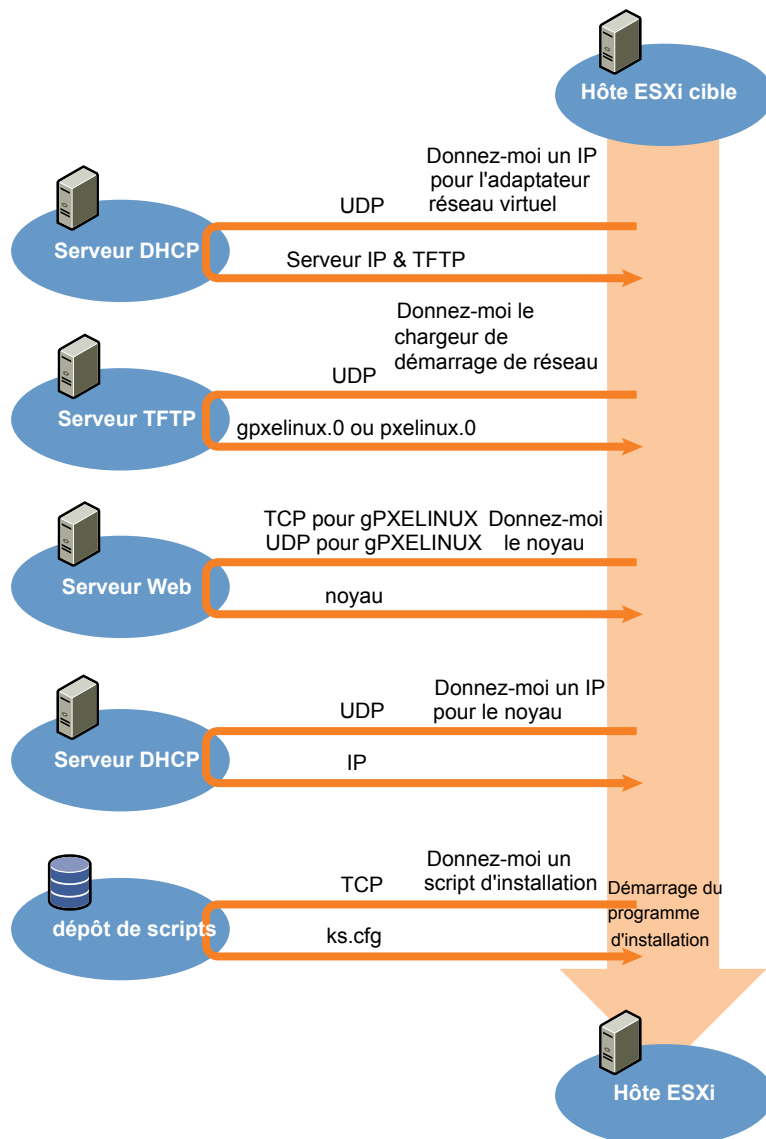 Hôte ESXi cible
Donnez-moi un IP
pour l'adaptateur
réseau virtuel
UDP
Serveur DHCP
Serveur IP & TFTP
Donnez-moi le
chargeur de
démarrage de réseau
UDP
Serveur TFTP
gpxelinux.0 ou pxelinux.0
TCP pour gPXELINUX Donnez-moi
UDP pour gPXELINUX le noyau
Serveur Web
noyau
Donnez-moi un IP
pour le noyau
UDP
Serveur DHCP
IP
Donnez-moi un
script d'installation
TCP
dépôt de scripts
ks.cfg
Démarrage du
programme
d'installation
Hôte ESXi